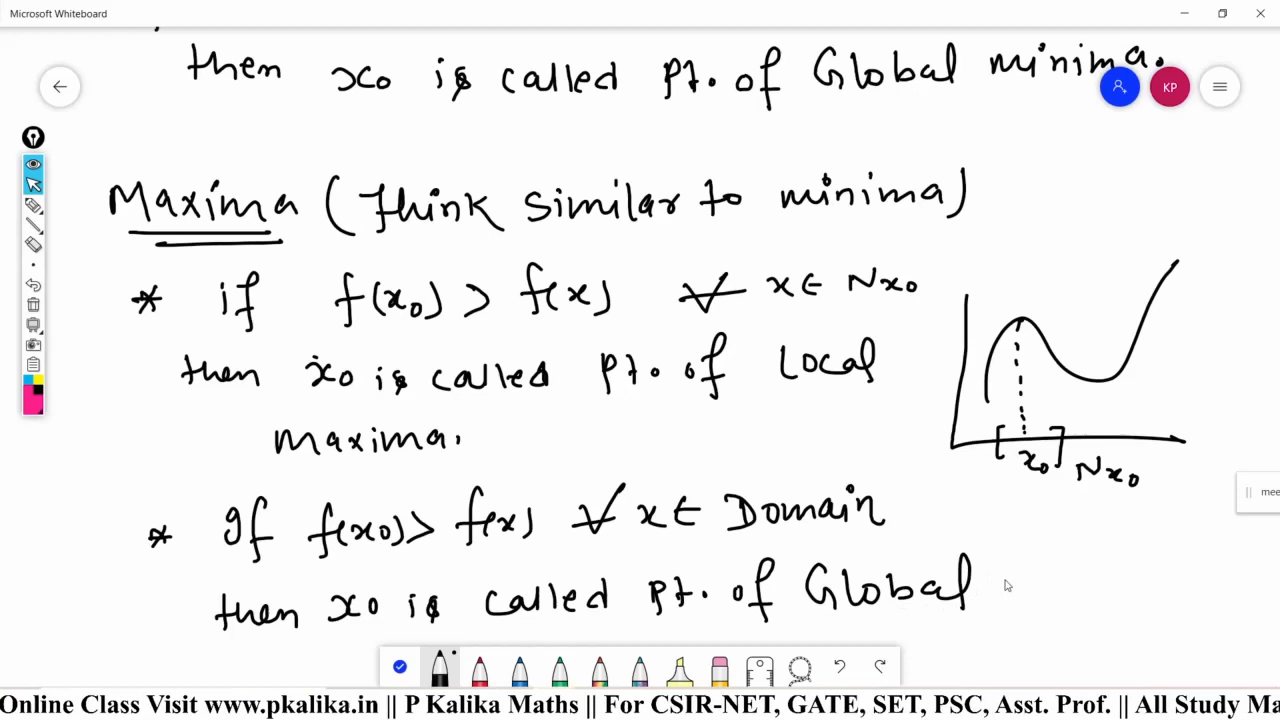 Microsoft Whiteboard
then x0 is called Pt. of Global minima.
KP
Maxima (Think similar to minima)
* if f(x0) > f(x) ∀ x ∈ Nx0
then x0 is called Pt. of Local
maxima.
[ x0 ] Nx0
* If f(x0) > f(x) ∀ x ∈ Domain
then x0 is called Pt. of Global
mee
Online Class Visit www.pkalika.in || P Kalika Maths || For CSIR-NET, GATE, SET, PSC, Asst. Prof. || All Study Ma